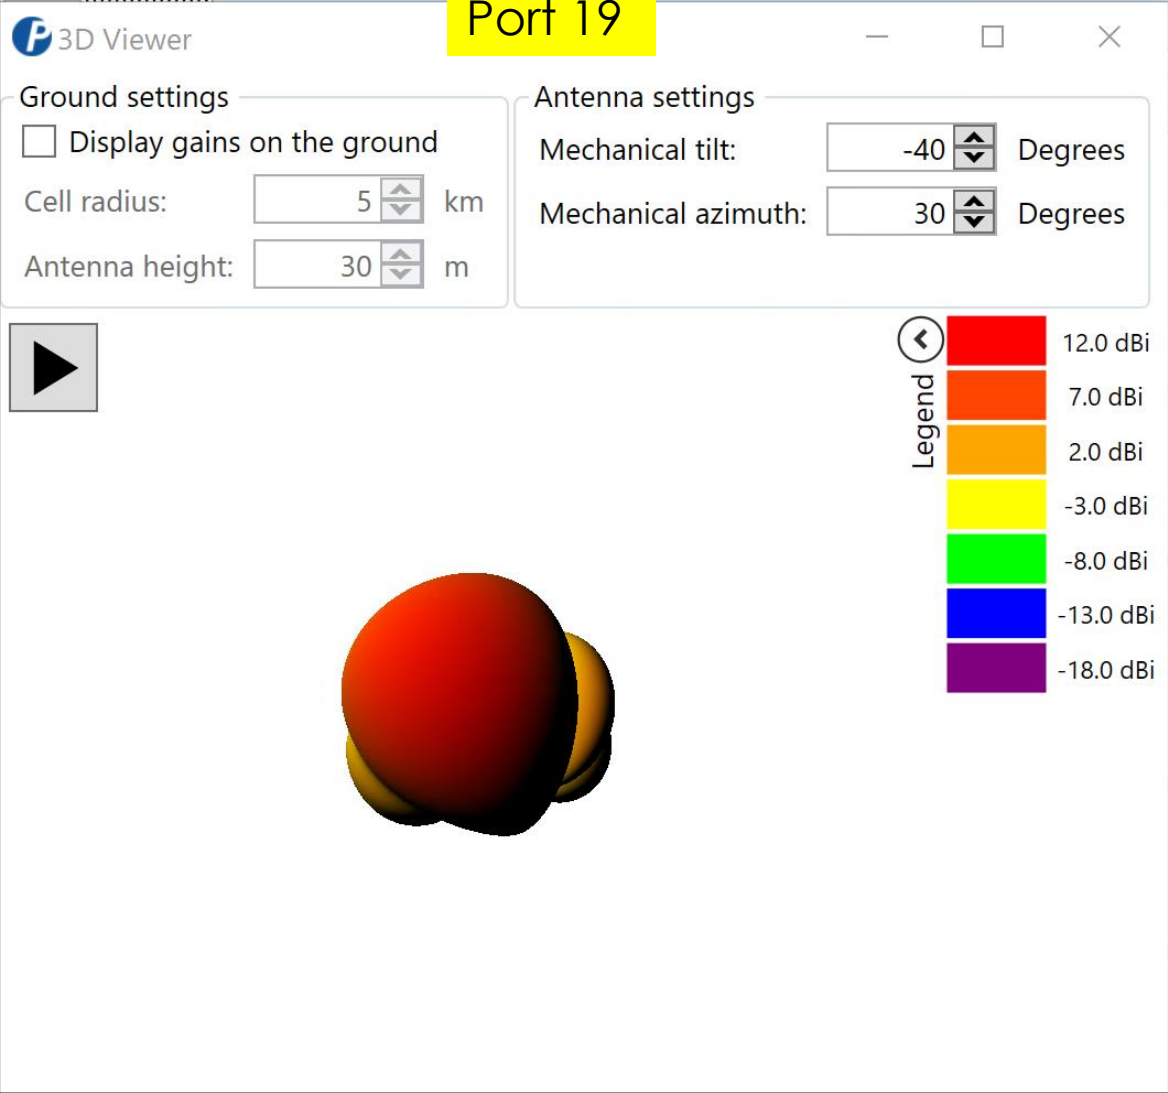 Port 19
3D Viewer
Ground settings
Display gains on the ground
Cell radius: 5 km
Antenna height: 30 m
Antenna settings
Mechanical tilt: -40 Degrees
Mechanical azimuth: 30 Degrees
Legend
12.0 dBi
7.0 dBi
2.0 dBi
-3.0 dBi
-8.0 dBi
-13.0 dBi
-18.0 dBi